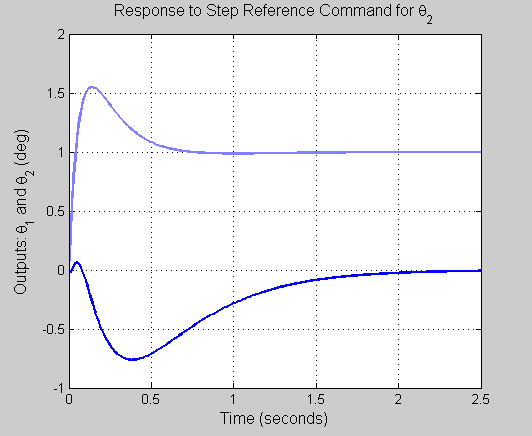 Response to Step Reference Command for θ₂
Outputs: θ₁ and θ₂ (deg)
2
1.5
1
0.5
0
-0.5
-1
0 0.5 1 1.5 2 2.5
Time (seconds)